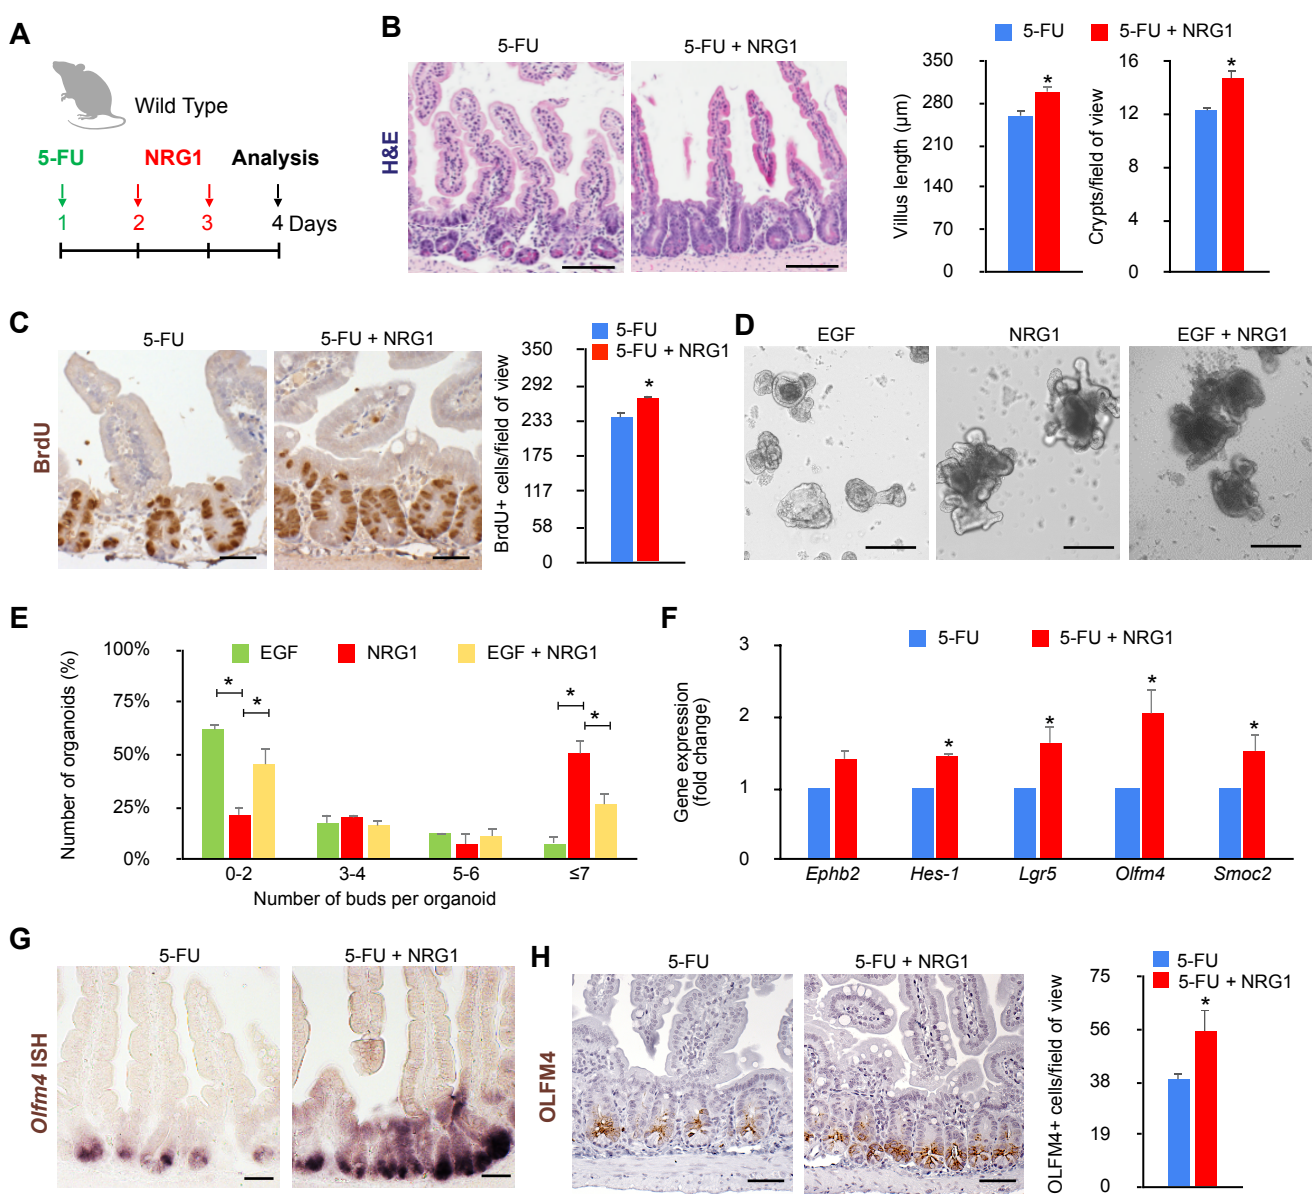 A
Wild Type
5-FU NRG1 Analysis
1 2 3 4 Days
B
5-FU 5-FU + NRG1
H&E
5-FU 5-FU + NRG1
Villus length (μm)
350
280
210
140
70
0
*
Crypts/field of view
16
12
8
4
0
*
C
5-FU 5-FU + NRG1
BrdU
5-FU
5-FU + NRG1
BrdU+ cells/field of view
350
292
233
175
117
58
0
*
D
EGF NRG1 EGF + NRG1
E
EGF NRG1 EGF + NRG1
Number of organoids (%)
100%
75%
50%
25%
0%
* * * *
0-2 3-4 5-6 ≤7
Number of buds per organoid
F
5-FU 5-FU + NRG1
Gene expression
(fold change)
3
2
1
0
* * * *
Ephb2 Hes-1 Lgr5 Olfm4 Smoc2
G
5-FU 5-FU + NRG1
Olfm4 ISH
H
5-FU 5-FU + NRG1
OLFM4
5-FU
5-FU + NRG1
OLFM4+ cells/field of view
75
56
38
19
0
*